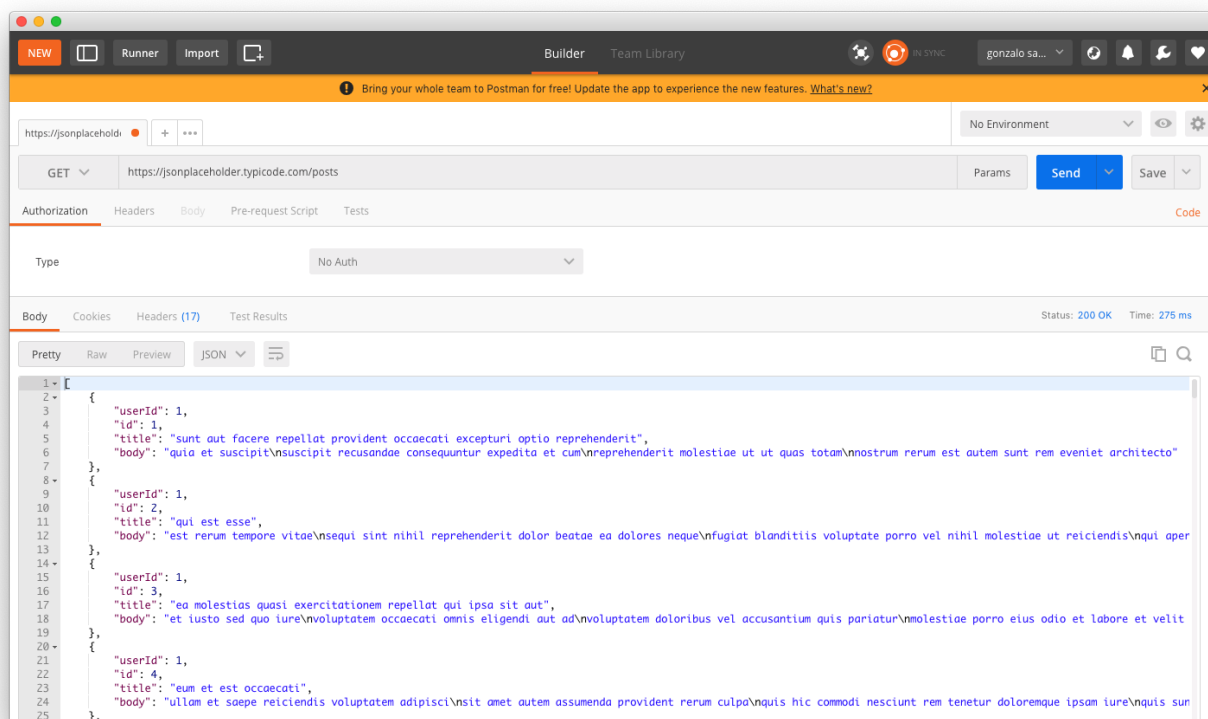 NEW Runner Import Builder Team Library IN SYNC gonzalo sa...
Bring your whole team to Postman for free! Update the app to experience the new features. What's new?
https://jsonplaceholde + ••• No Environment
GET https://jsonplaceholder.typicode.com/posts Params Send Save
Authorization Headers Body Pre-request Script Tests Code
Type No Auth
Body Cookies Headers (17) Test Results Status: 200 OK Time: 275 ms
Pretty Raw Preview JSON
1 [
2 {
3 "userId": 1,
4 "id": 1,
5 "title": "sunt aut facere repellat provident occaecati excepturi optio reprehenderit",
6 "body": "quia et suscipit\nsuscipit recusandae consequuntur expedita et cum\nreprehenderit molestiae ut ut quas totam\nnostrum rerum est autem sunt rem eveniet architecto"
7 },
8 {
9 "userId": 1,
10 "id": 2,
11 "title": "qui est esse",
12 "body": "est rerum tempore vitae\nsequi sint nihil reprehenderit dolor beatae ea dolores neque\nfugiat blanditiis voluptate porro vel nihil molestiae ut reiciendis\nqui aper
13 },
14 {
15 "userId": 1,
16 "id": 3,
17 "title": "ea molestias quasi exercitationem repellat qui ipsa sit aut",
18 "body": "et iusto sed quo iure\nvoluptatem occaecati omnis eligendi aut ad\nvoluptatem doloribus vel accusantium quis pariatur\nmolestiae porro eius odio et labore et velit
19 },
20 {
21 "userId": 1,
22 "id": 4,
23 "title": "eum et est occaecati",
24 "body": "ullam et saepe reiciendis voluptatem adipisci\nsit amet autem assumenda provident rerum culpa\nquis hic commodi nesciunt rem tenetur doloremque ipsam iure\nquis sun
25 },